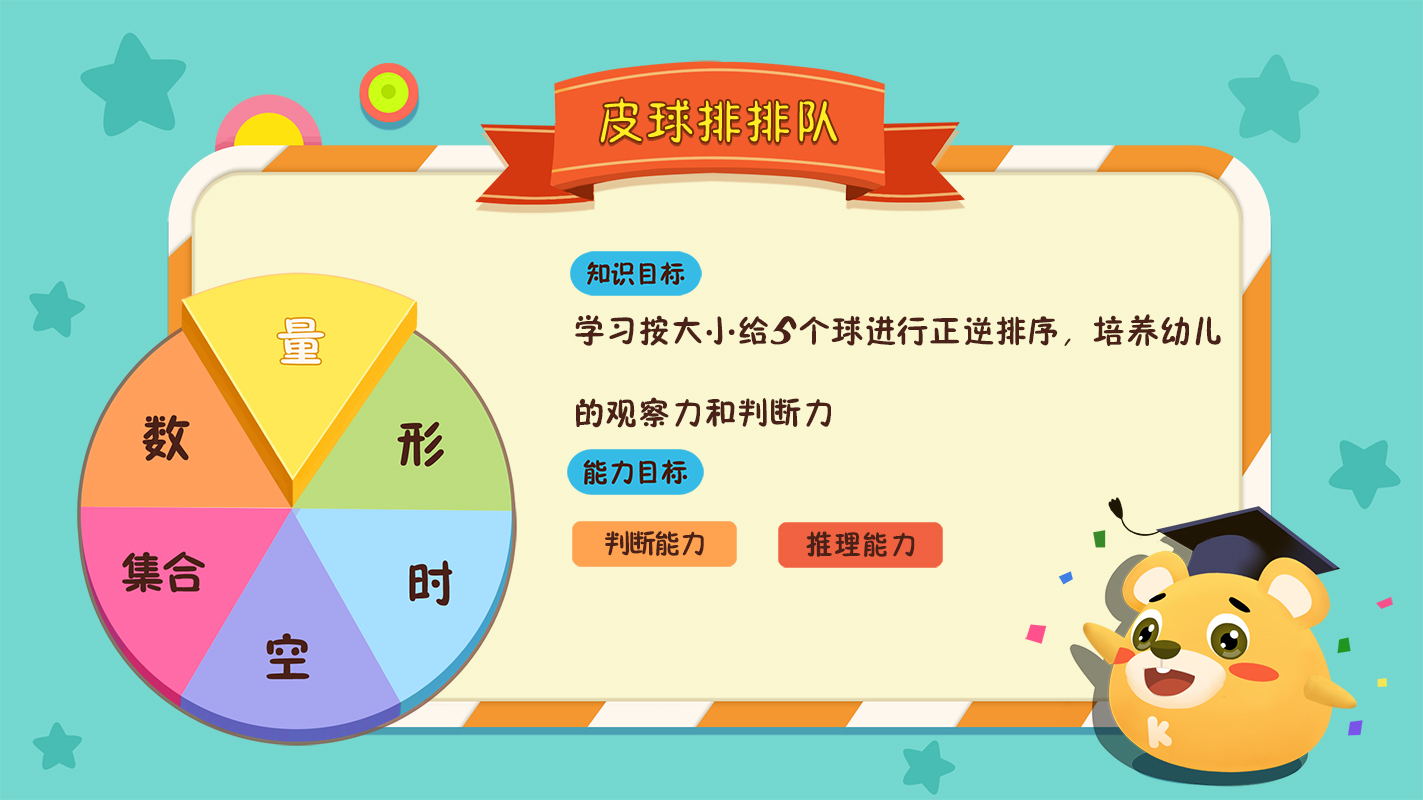 皮球排排队
量
数
形
集合
时
空
知识目标
学习按大小给5个球进行正逆排序，培养幼儿
的观察力和判断力
能力目标
判断能力
推理能力
K